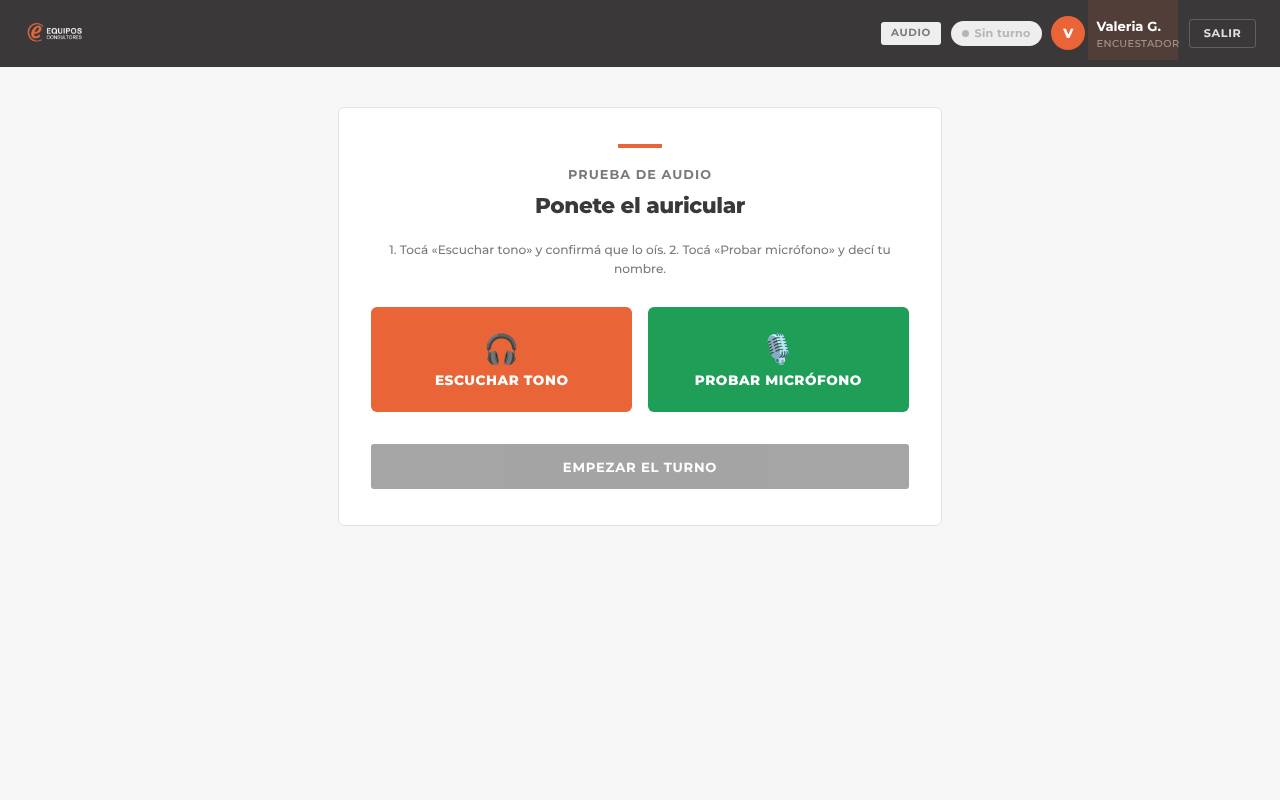 EQUIPOS
CONSULTORES
AUDIO
Sin turno
V
Valeria G.
ENCUESTADOR
SALIR
PRUEBA DE AUDIO
Ponete el auricular
1. Tocá «Escuchar tono» y confirmá que lo oís. 2. Tocá «Probar micrófono» y decí tu
nombre.
ESCUCHAR TONO
PROBAR MICRÓFONO
EMPEZAR EL TURNO